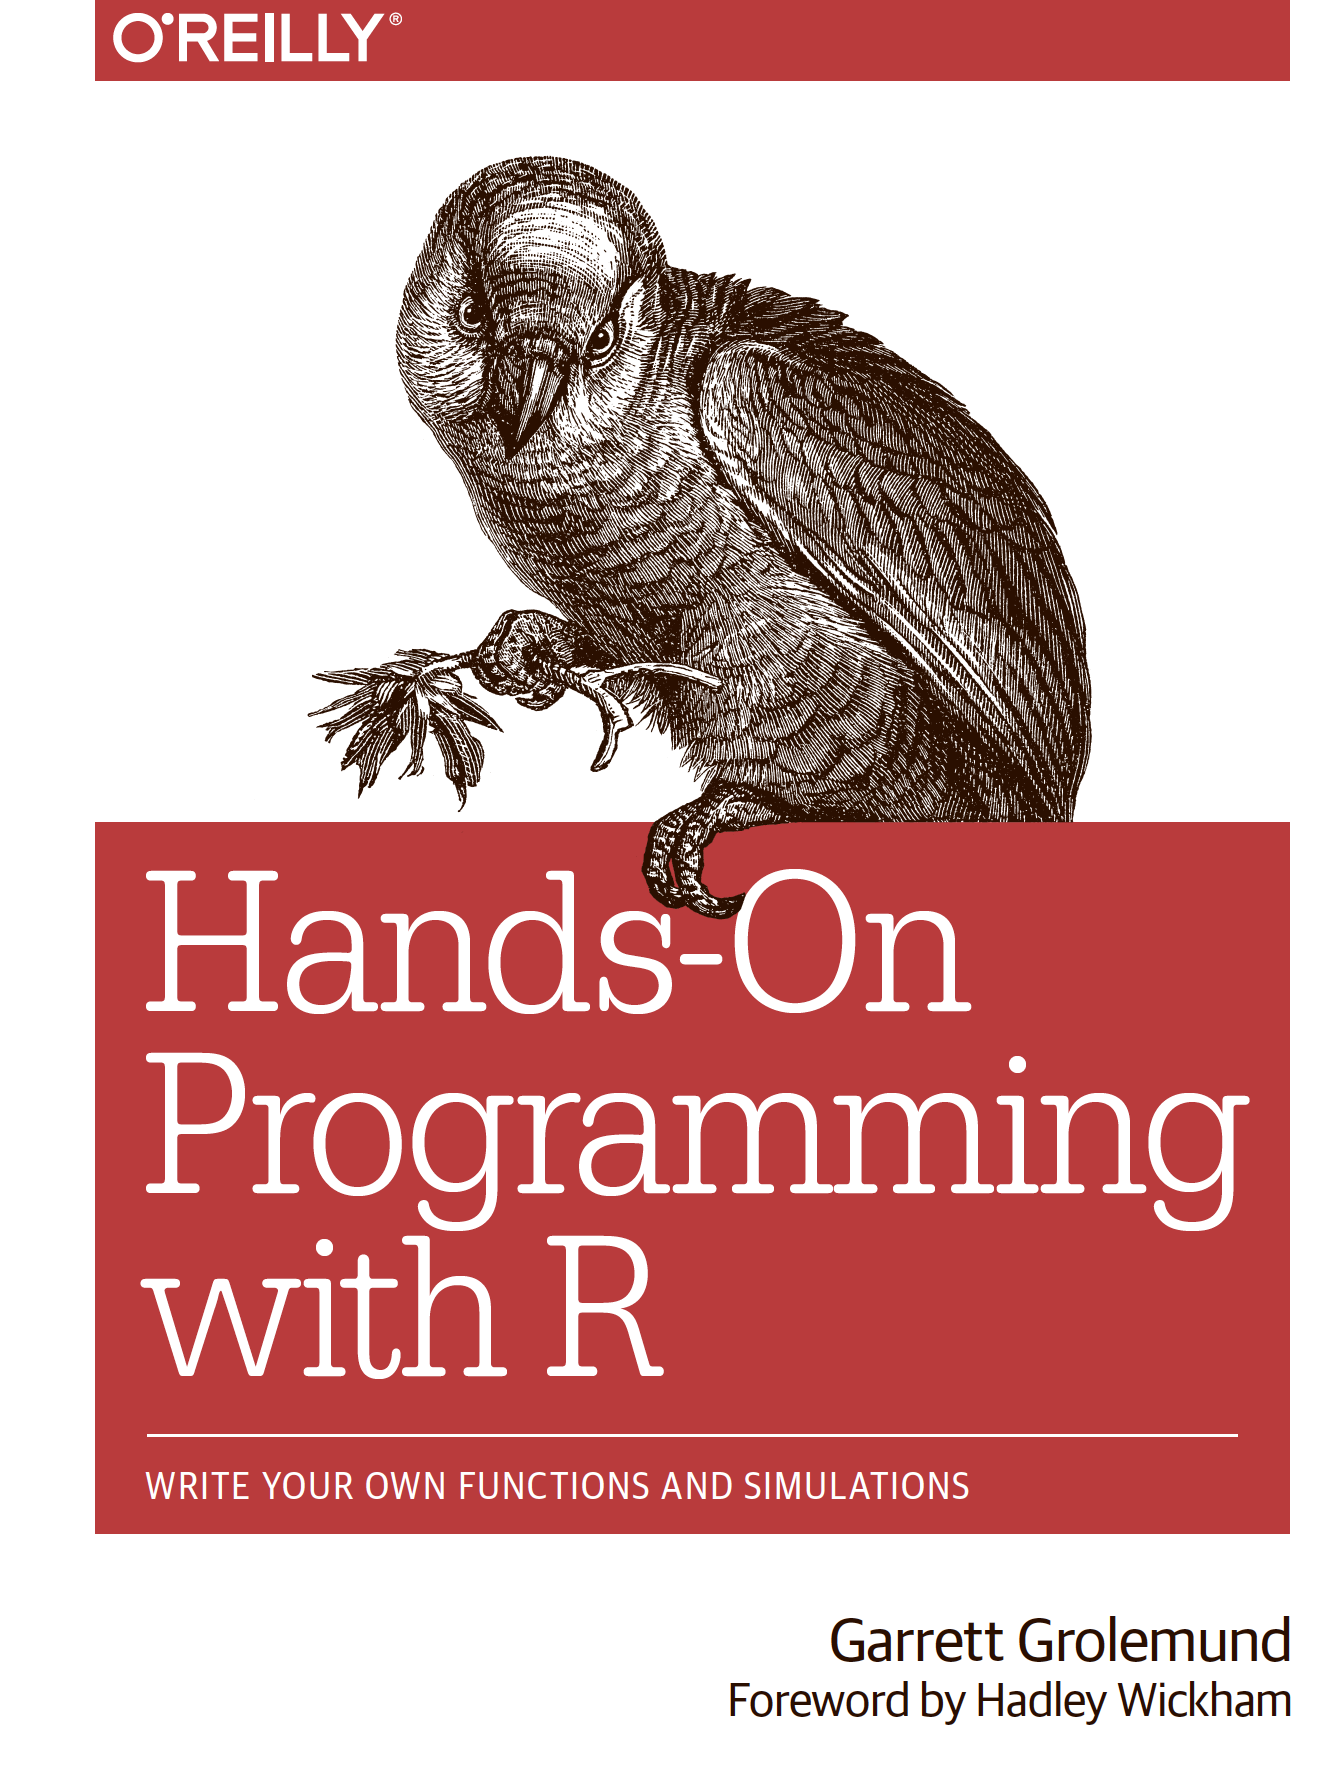 O'REILLY®
Hands-On
Programming
with R
WRITE YOUR OWN FUNCTIONS AND SIMULATIONS
Garrett Grolemund
Foreword by Hadley Wickham